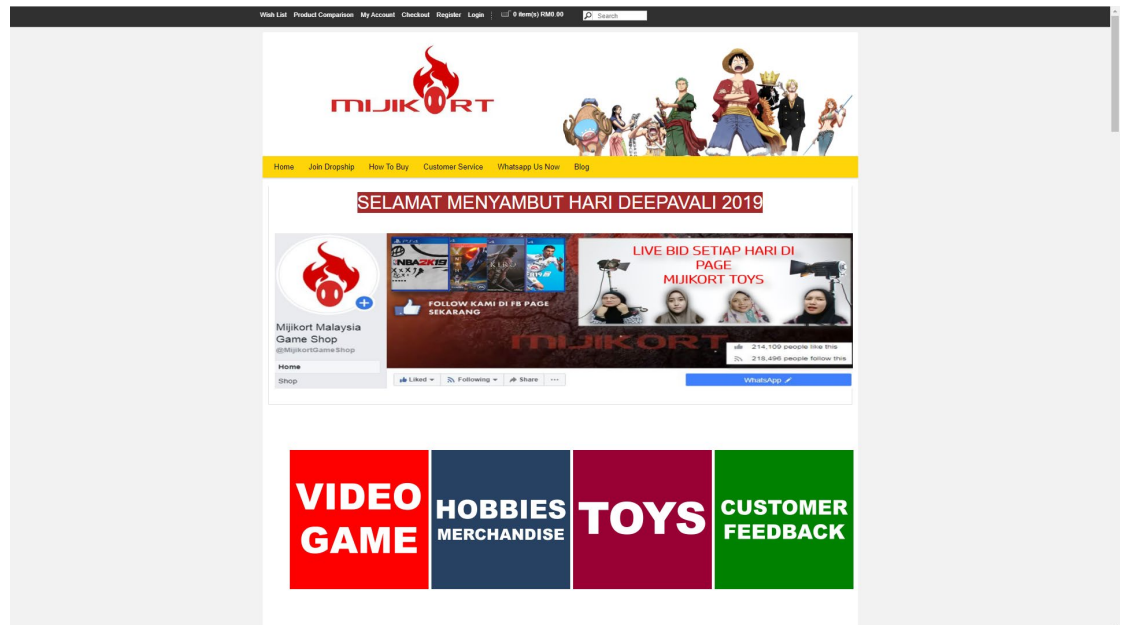 Wish List Product Comparison My Account Checkout Register Login 0 item(s) RM0.00 Search
MIJIKORT
Home Join Dropship How To Buy Customer Service Whatsapp Us Now Blog
SELAMAT MENYAMBUT HARI DEEPAVALI 2019
PS4
NBA2K19
LIVE BID SETIAP HARI DI
PAGE
MIJIKORT TOYS
FOLLOW KAMI DI FB PAGE
SEKARANG
MIJIKORT
Mijikort Malaysia
Game Shop
@MijikortGameShop
Home
Shop
214,109 people like this
218,496 people follow this
Liked Following Share
WhatsApp
VIDEO
GAME
HOBBIES
MERCHANDISE
TOYS
CUSTOMER
FEEDBACK